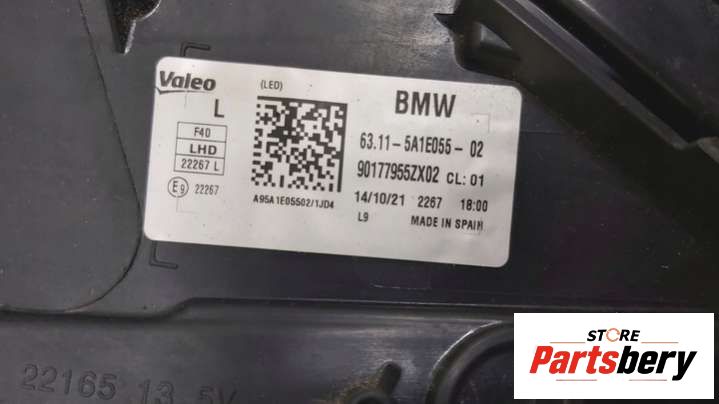 Valeo
(LED)
BMW
L
F40
LHD
22267 L
E9 22267
63.11- 5A1E055 - 02
90177955ZX02 CL: 01
A95A1E05502/1JD4
14/10/21 2267 18:00
L9 MADE IN SPAIN
22165 13.5V
STORE
Partsbery